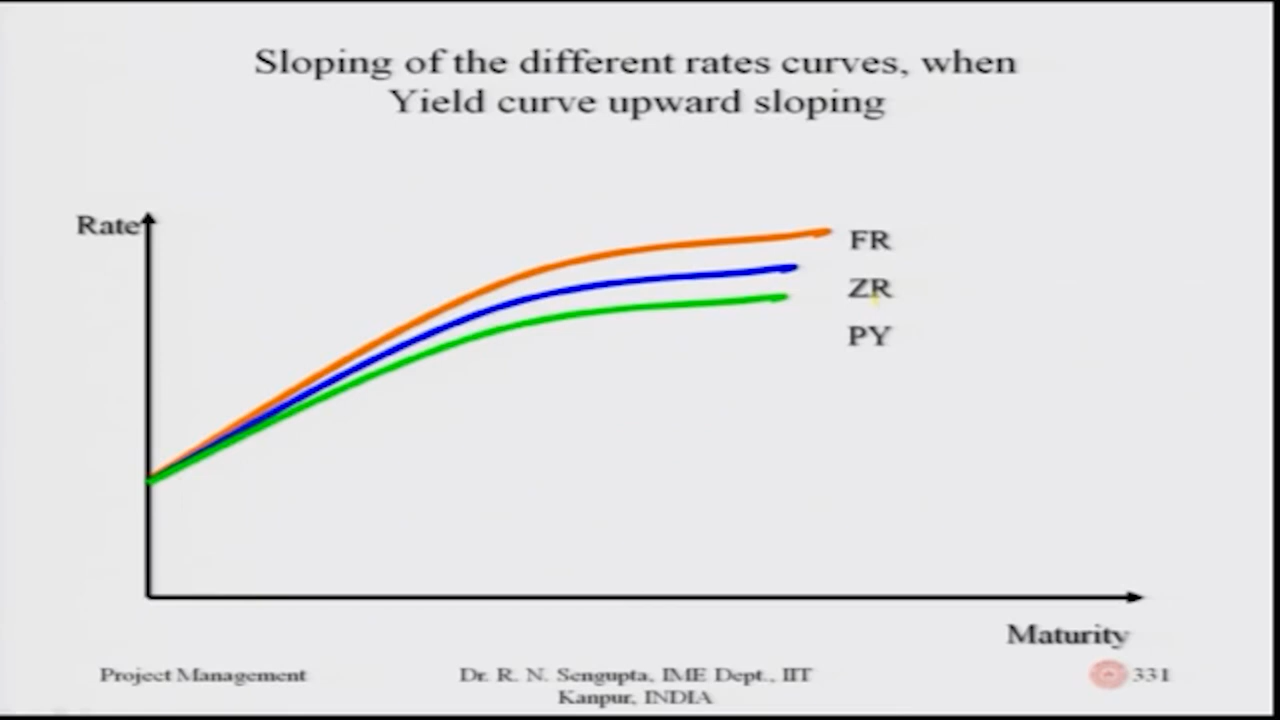 Sloping of the different rates curves, when
Yield curve upward sloping
Rate
FR
ZR
PY
Maturity
Project Management
Dr. R. N. Sengupta, IME Dept., IIT
Kanpur, INDIA
331